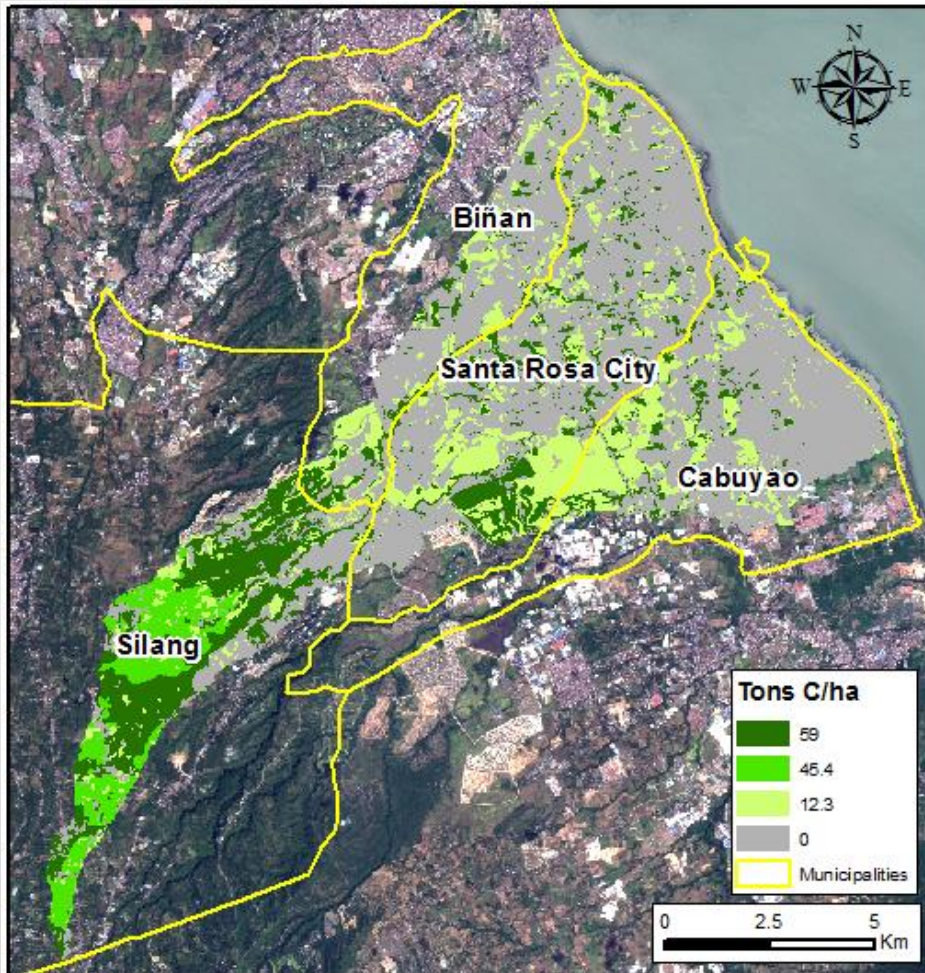 N
W E
S
Biñan
Santa Rosa City
Cabuyao
Silang
Tons C/ha
59
45.4
12.3
0
Municipalities
0 2.5 5
Km